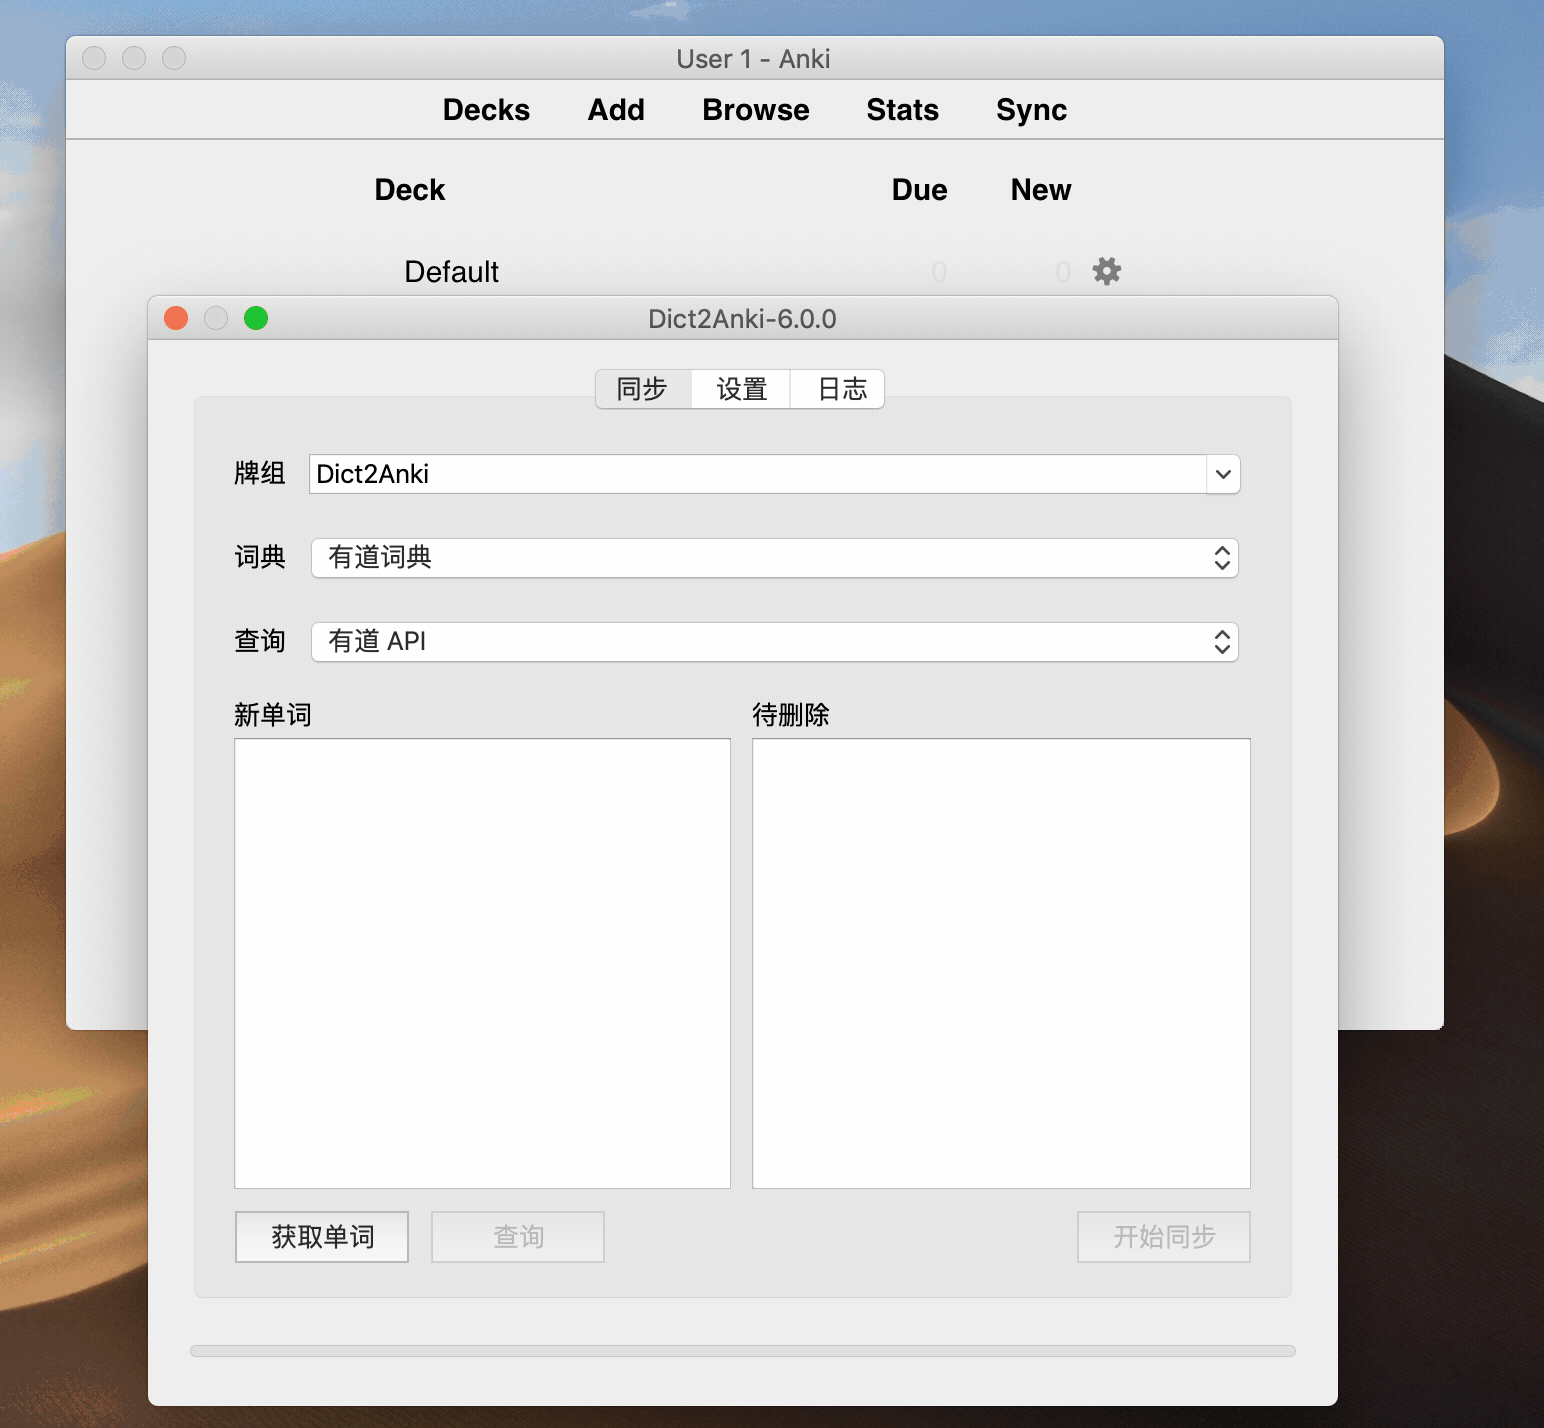 User 1 - Anki
Decks Add Browse Stats Sync
Deck Due New
Default 0 0
Dict2Anki-6.0.0
同步 设置 日志
牌组 Dict2Anki
词典 有道词典
查询 有道 API
新单词 待删除
获取单词 查询 开始同步